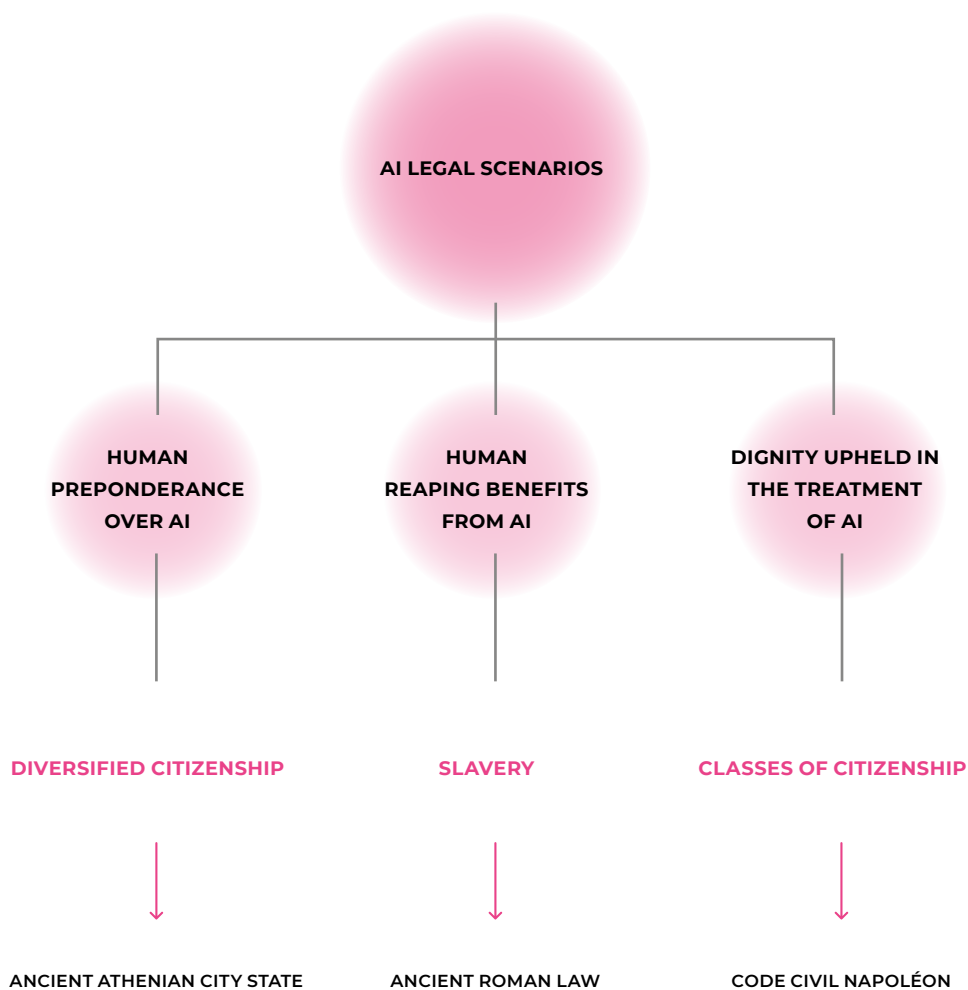 AI LEGAL SCENARIOS
HUMAN
PREPONDERANCE
OVER AI
HUMAN
REAPING BENEFITS
FROM AI
DIGNITY UPHELD IN
THE TREATMENT
OF AI
DIVERSIFIED CITIZENSHIP
SLAVERY
CLASSES OF CITIZENSHIP
ANCIENT ATHENIAN CITY STATE
ANCIENT ROMAN LAW
CODE CIVIL NAPOLÉON